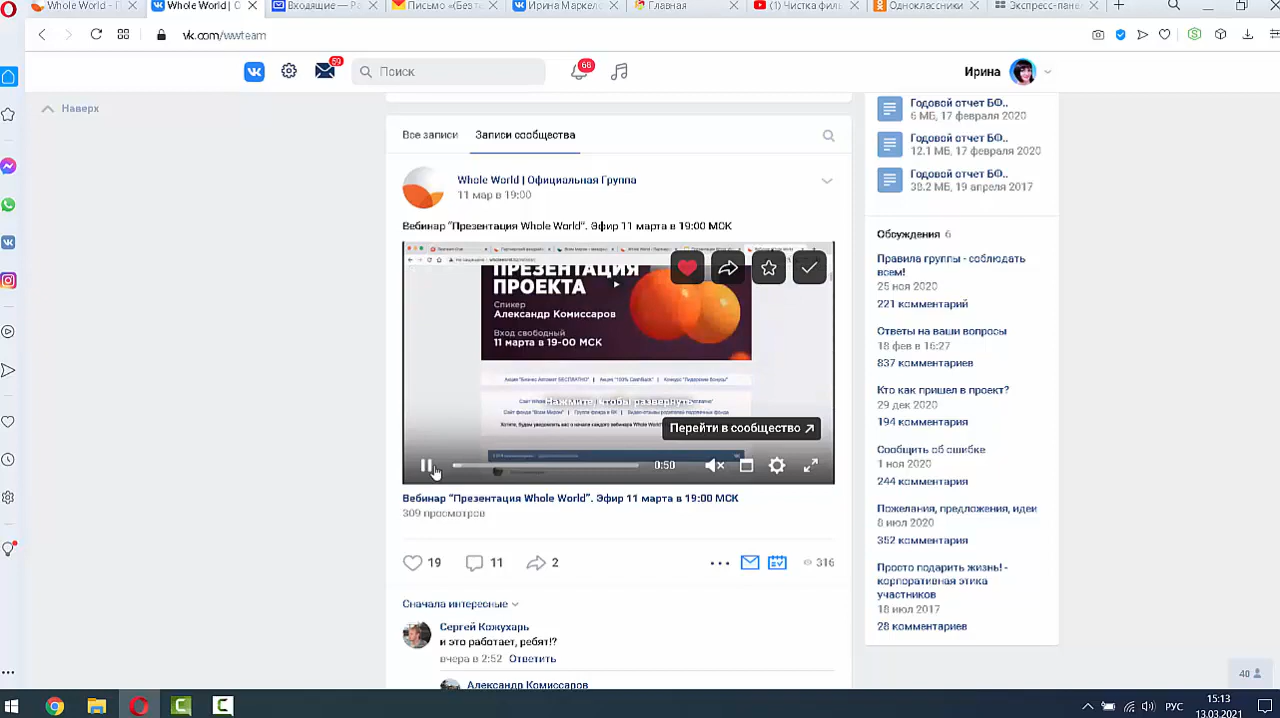 Whole World - П
Whole World | С
Входящие — Р
Письмо «(Без т
Ирина Маркел
Главная
(1) Чистка фил
Одноклассники
Экспресс-панел
vk.com/wwteam
59
Поиск
66
Ирина
Наверх
Годовой отчет БФ..
6 МБ, 17 февраля 2020
Годовой отчет БФ..
12.1 МБ, 17 февраля 2020
Годовой отчет БФ..
38.2 МБ, 19 апреля 2017
Все записи
Записи сообщества
Whole World | Официальная Группа
11 мар в 19:00
Вебинар "Презентация Whole World". Эфир 11 марта в 19:00 МСК
ПРЕЗЕНТАЦИЯ
ПРОЕКТА
Спикер
Александр Комиссаров
Вход свободный
11 марта в 19-00 МСК
Нажмите, чтобы развернуть
Перейти в сообщество
0:50
Вебинар "Презентация Whole World". Эфир 11 марта в 19:00 МСК
309 просмотров
19
11
2
316
Сначала интересные
Сергей Кожухарь
и это работает, ребят!?
вчера в 2:52 Ответить
Александр Комиссаров
Обсуждения 6
Правила группы - соблюдать
всем!
25 ноя 2020
221 комментарий
Ответы на ваши вопросы
18 фев в 16:27
837 комментариев
Кто как пришел в проект?
29 дек 2020
194 комментария
Сообщить об ошибке
1 ноя 2020
244 комментария
Пожелания, предложения, идеи
8 июл 2020
352 комментария
Просто подарить жизнь! -
корпоративная этика
участников
18 июл 2017
28 комментариев
40
РУС
15:13
13.03.2021